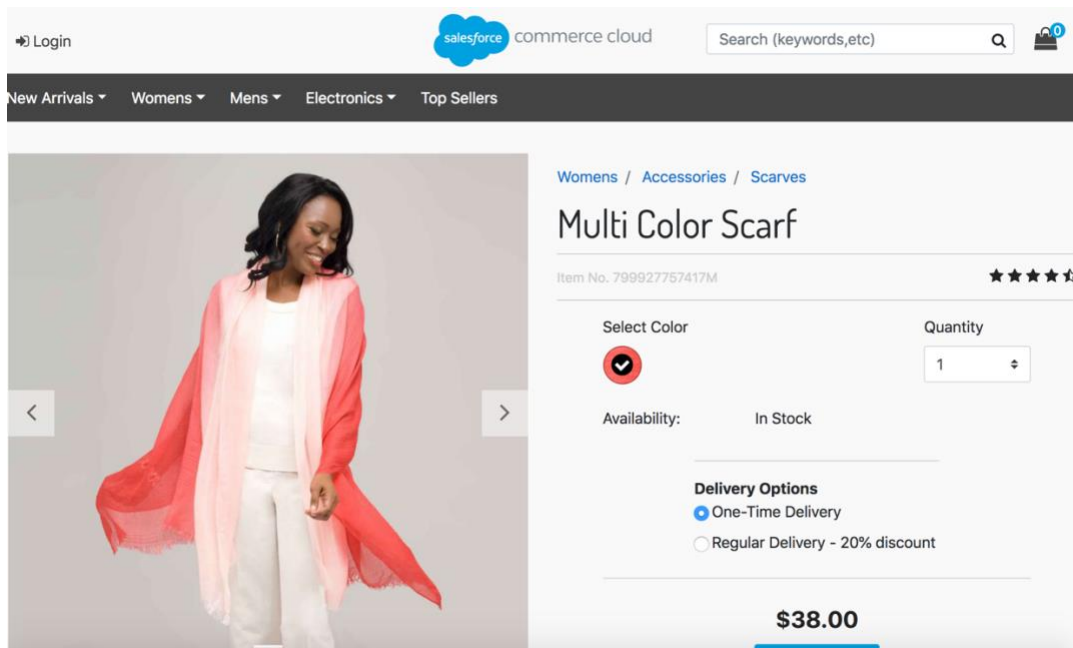 Login
salesforce commerce cloud
Search (keywords,etc)
0
New Arrivals Womens Mens Electronics Top Sellers
Womens / Accessories / Scarves
Multi Color Scarf
Item No. 799927757417M
Select Color
Quantity
1
Availability: In Stock
Delivery Options
One-Time Delivery
Regular Delivery - 20% discount
$38.00